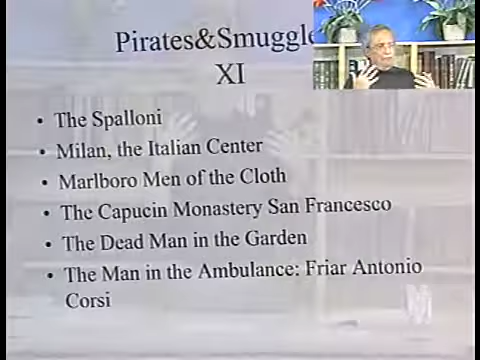 Pirates&Smuggle
XI
• The Spalloni
• Milan, the Italian Center
• Marlboro Men of the Cloth
• The Capucin Monastery San Francesco
• The Dead Man in the Garden
• The Man in the Ambulance: Friar Antonio
Corsi